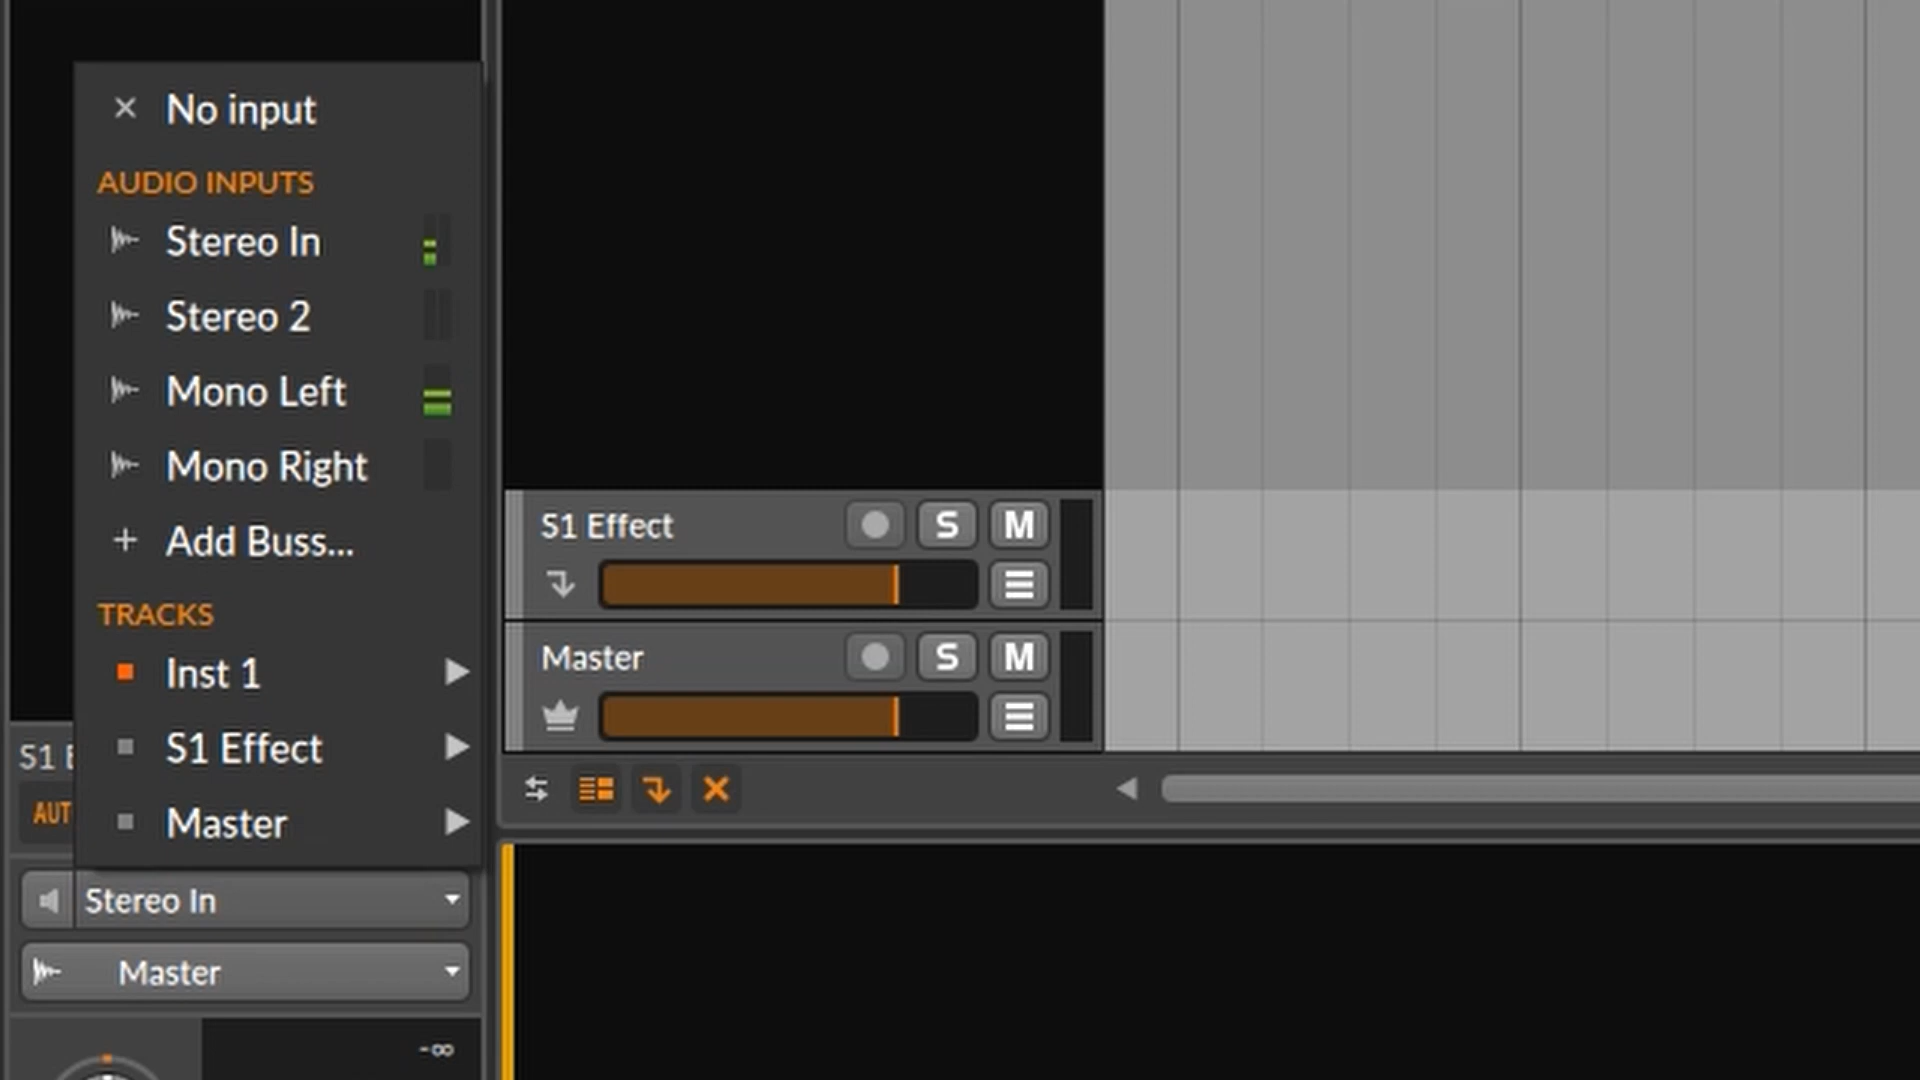 No input
AUDIO INPUTS
Stereo In
Stereo 2
Mono Left
Mono Right
Add Buss...
TRACKS
Inst 1
S1 Effect
Master
S1 Effect
S M
Master
S M
S1
AUT
Stereo In
Master
-∞